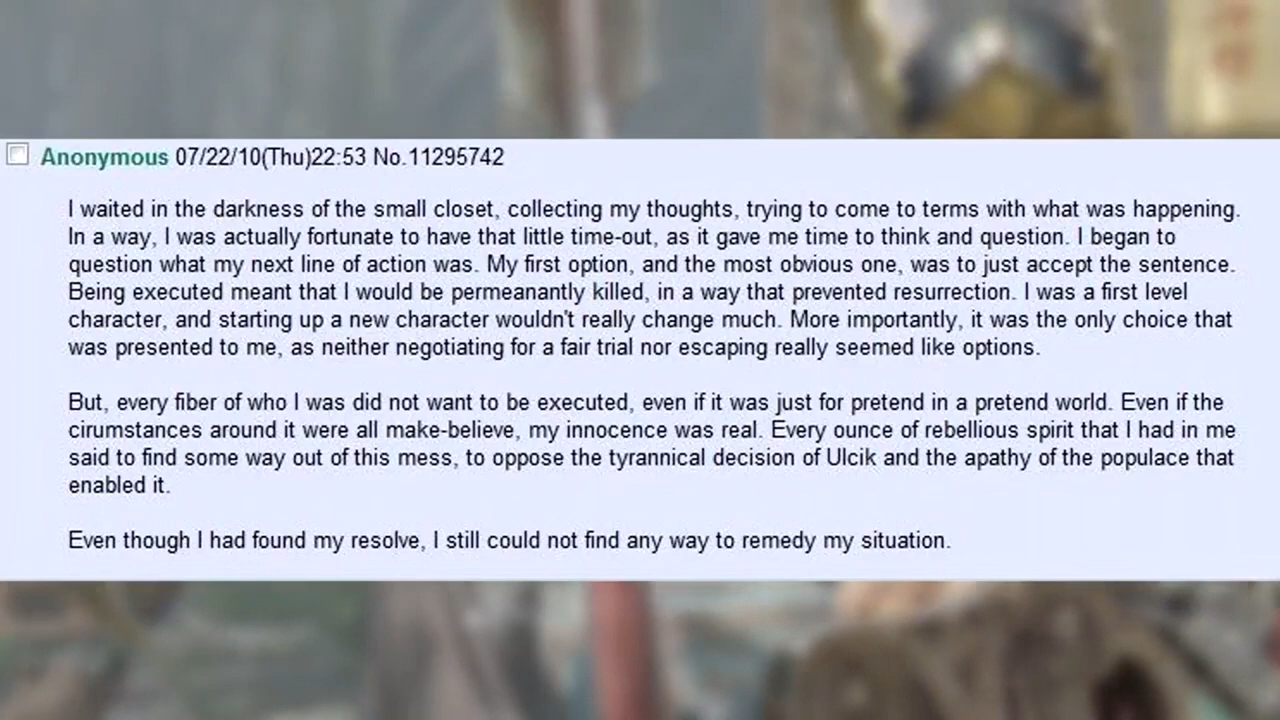 Anonymous 07/22/10(Thu)22:53 No.11295742
I waited in the darkness of the small closet, collecting my thoughts, trying to come to terms with what was happening.
In a way, I was actually fortunate to have that little time-out, as it gave me time to think and question. I began to
question what my next line of action was. My first option, and the most obvious one, was to just accept the sentence.
Being executed meant that I would be permeanantly killed, in a way that prevented resurrection. I was a first level
character, and starting up a new character wouldn't really change much. More importantly, it was the only choice that
was presented to me, as neither negotiating for a fair trial nor escaping really seemed like options.
But, every fiber of who I was did not want to be executed, even if it was just for pretend in a pretend world. Even if the
cirumstances around it were all make-believe, my innocence was real. Every ounce of rebellious spirit that I had in me
said to find some way out of this mess, to oppose the tyrannical decision of Ulcik and the apathy of the populace that
enabled it.
Even though I had found my resolve, I still could not find any way to remedy my situation.